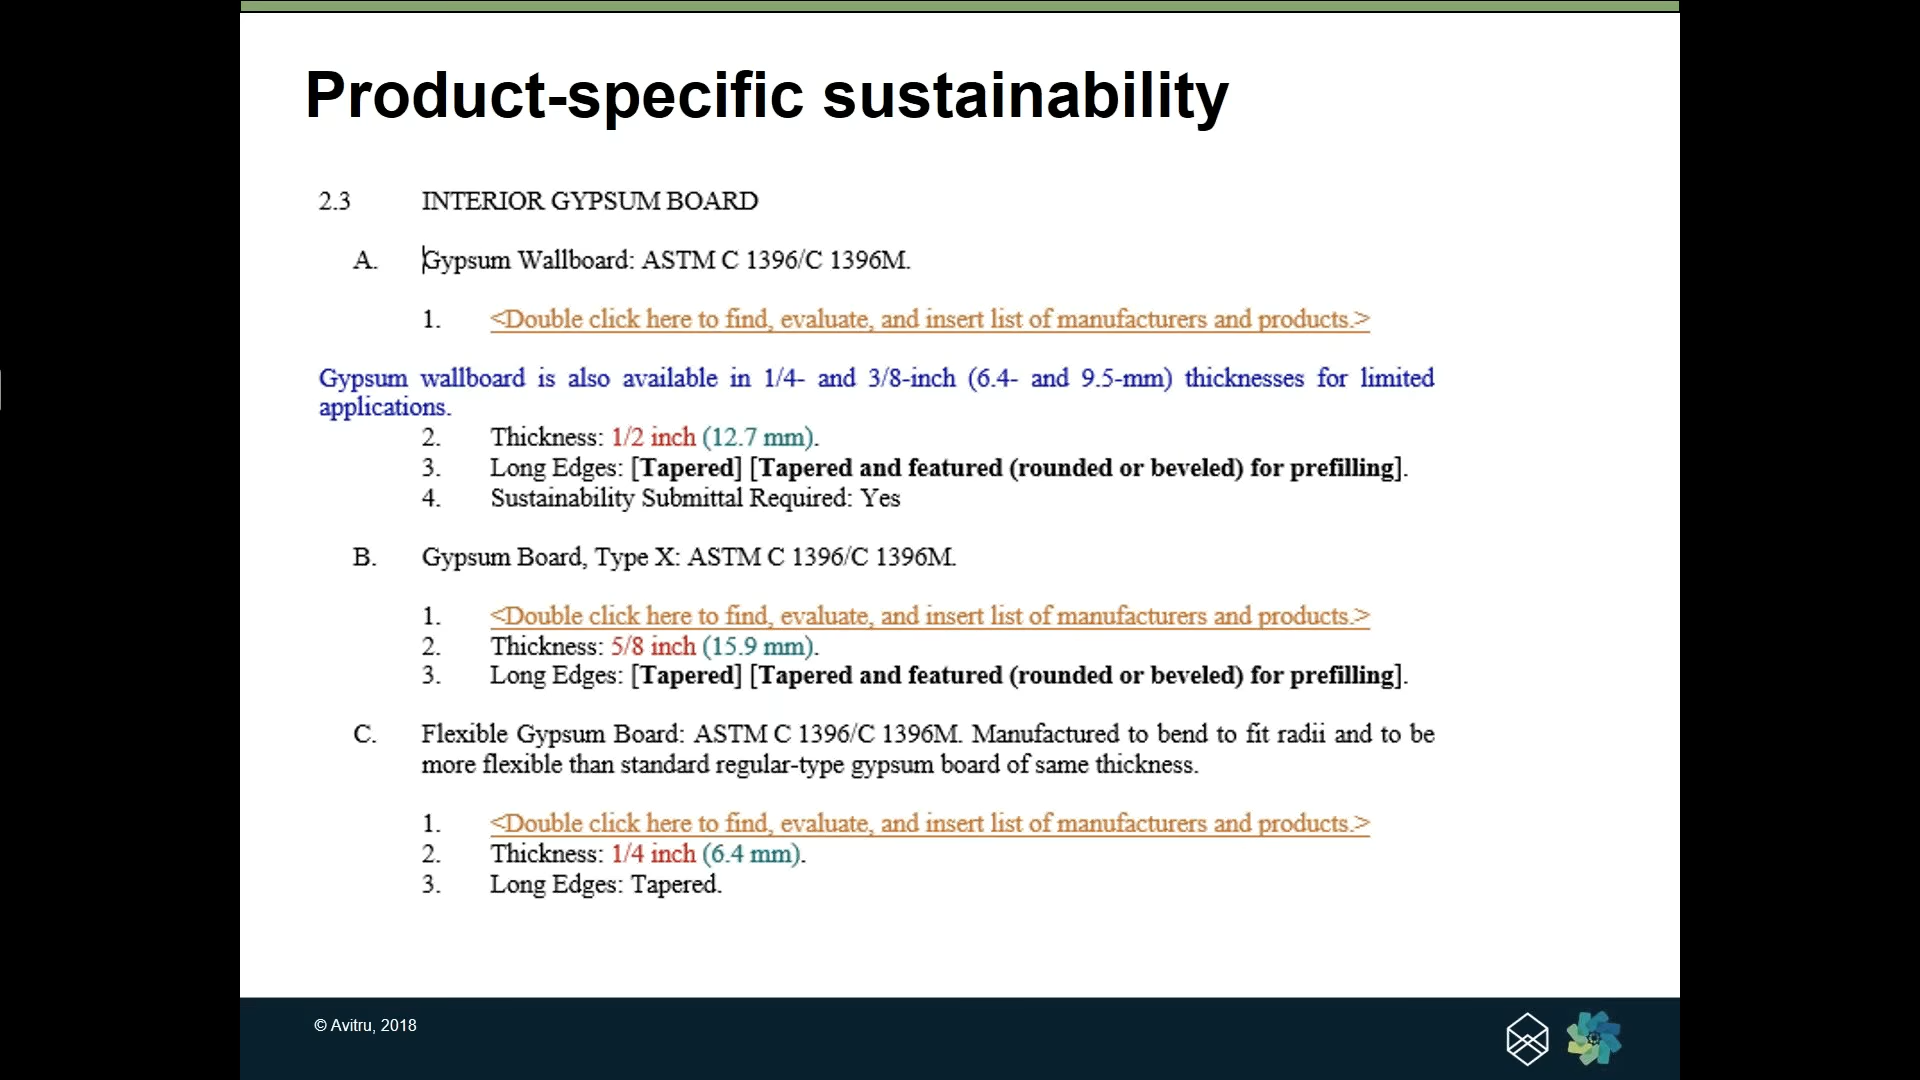 Product-specific sustainability
2.3 INTERIOR GYPSUM BOARD
A. Gypsum Wallboard: ASTM C 1396/C 1396M.
1. <Double click here to find, evaluate, and insert list of manufacturers and products.>
Gypsum wallboard is also available in 1/4- and 3/8-inch (6.4- and 9.5-mm) thicknesses for limited
applications.
2. Thickness: 1/2 inch (12.7 mm).
3. Long Edges: [Tapered] [Tapered and featured (rounded or beveled) for prefilling].
4. Sustainability Submittal Required: Yes
B. Gypsum Board, Type X: ASTM C 1396/C 1396M.
1. <Double click here to find, evaluate, and insert list of manufacturers and products.>
2. Thickness: 5/8 inch (15.9 mm).
3. Long Edges: [Tapered] [Tapered and featured (rounded or beveled) for prefilling].
C. Flexible Gypsum Board: ASTM C 1396/C 1396M. Manufactured to bend to fit radii and to be
more flexible than standard regular-type gypsum board of same thickness.
1. <Double click here to find, evaluate, and insert list of manufacturers and products.>
2. Thickness: 1/4 inch (6.4 mm).
3. Long Edges: Tapered.
© Avitru, 2018